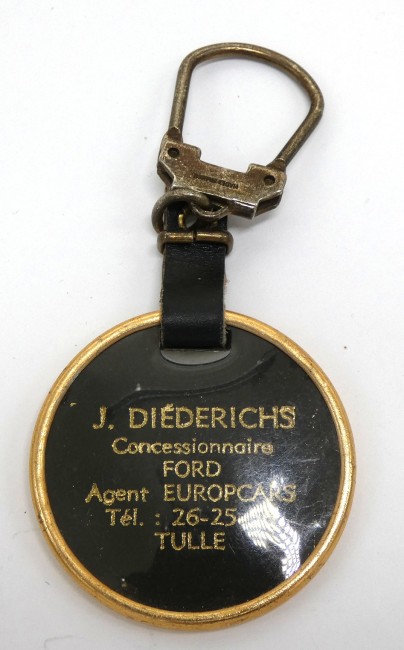 J. DIÉDERICHS
Concessionnaire
FORD
Agent EUROPCARS
Tél. : 26-25-
TULLE